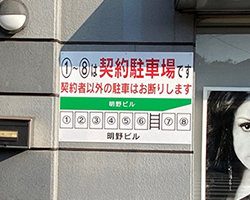 ①～⑧は契約駐車場です
契約者以外の駐車はお断りします
明野ビル
① ② ③ ④ ⑤ ⑥ ⑦ ⑧
明野ビル